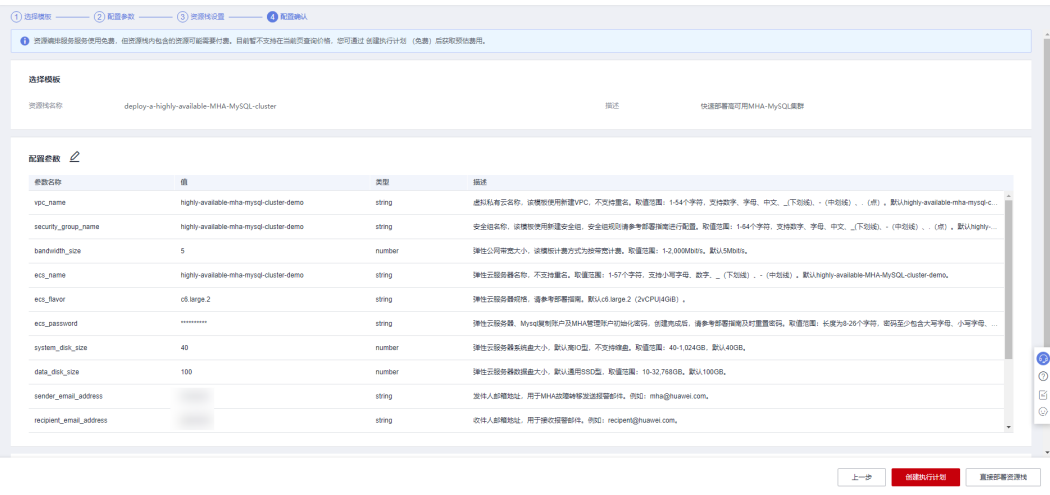 1 选择模板 2 配置参数 3 资源栈设置 4 配置确认
资源编排服务服务使用免费，但资源栈内包含的资源可能需要付费。目前暂不支持在当前页查询价格，您可通过 创建执行计划 （免费）后获取预估费用。
选择模板
资源栈名称 deploy-a-highly-available-MHA-MySQL-cluster 描述 快速部署高可用MHA-MySQL集群
配置参数
参数名称 值 类型 描述
vpc_name highly-available-mha-mysql-cluster-demo string 虚拟私有云名称，该模板使用新建VPC，不支持重名。取值范围：1-54个字符，支持数字、字母、中文、_(下划线)、-（中划线）、.（点）。默认highly-available-mha-mysql-c...
security_group_name highly-available-mha-mysql-cluster-demo string 安全组名称，该模板使用新建安全组，安全组规则请参考部署指南进行配置。取值范围：1-64个字符，支持数字、字母、中文、_(下划线)、-（中划线）、.（点）。默认highly-...
bandwidth_size 5 number 弹性公网带宽大小，该模板计费方式为按带宽计费。取值范围：1-2,000Mbit/s。默认5Mbit/s。
ecs_name highly-available-mha-mysql-cluster-demo string 弹性云服务器名称，不支持重名。取值范围：1-57个字符，支持小写字母、数字、_（下划线）、-（中划线）。默认highly-available-MHA-MySQL-cluster-demo。
ecs_flavor c6.large.2 string 弹性云服务器规格，请参考部署指南。默认c6.large.2（2vCPU|4GiB）。
ecs_password ********** string 弹性云服务器、Mysql复制账户及MHA管理账户初始化密码，创建完成后，请参考部署指南及时重置密码。取值范围：长度为8-26个字符，密码至少包含大写字母、小写字母、...
system_disk_size 40 number 弹性云服务器系统盘大小，默认高IO型，不支持缩盘。取值范围：40-1,024GB，默认40GB。
data_disk_size 100 number 弹性云服务器数据盘大小，默认通用SSD型，取值范围：10-32,768GB。默认100GB。
sender_email_address string 发件人邮箱地址，用于MHA故障转移发送报警邮件。例如：mha@huawei.com。
recipient_email_address string 收件人邮箱地址，用于接收报警邮件。例如：recipent@huawei.com。
上一步 创建执行计划 直接部署资源栈